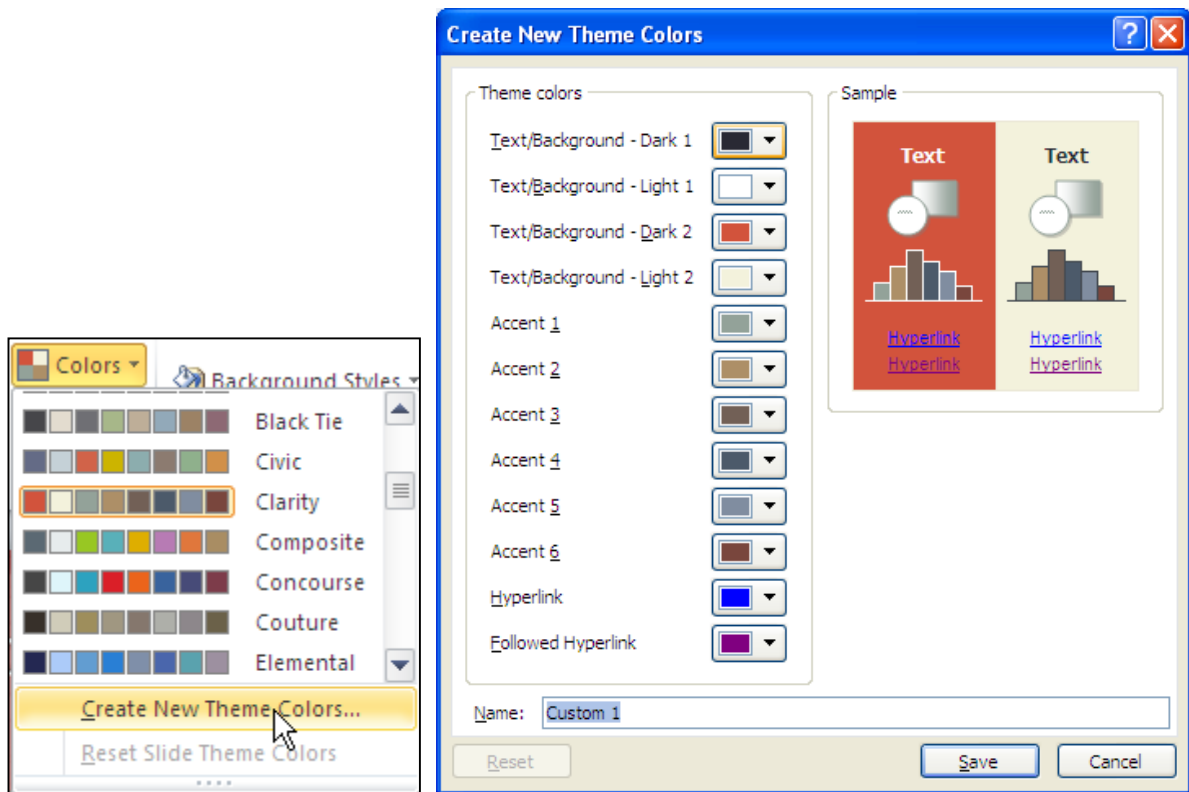 Colors
Background Styles
Black Tie
Civic
Clarity
Composite
Concourse
Couture
Elemental
Create New Theme Colors...
Reset Slide Theme Colors
Create New Theme Colors
Theme colors
Text/Background - Dark 1
Text/Background - Light 1
Text/Background - Dark 2
Text/Background - Light 2
Accent 1
Accent 2
Accent 3
Accent 4
Accent 5
Accent 6
Hyperlink
Followed Hyperlink
Sample
Text Text
Hyperlink Hyperlink
Hyperlink Hyperlink
Name: Custom 1
Reset Save Cancel